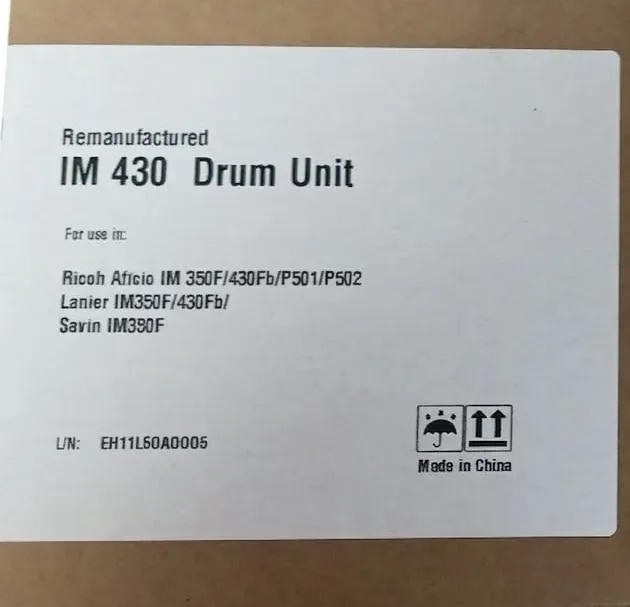 Remanufactured
IM 430 Drum Unit
For use in:
Ricoh Aficio IM 350F/430Fb/P501/P502
Lanier IM350F/430Fb/
Savin IM380F
L/N: EH11L50A0005
Made in China